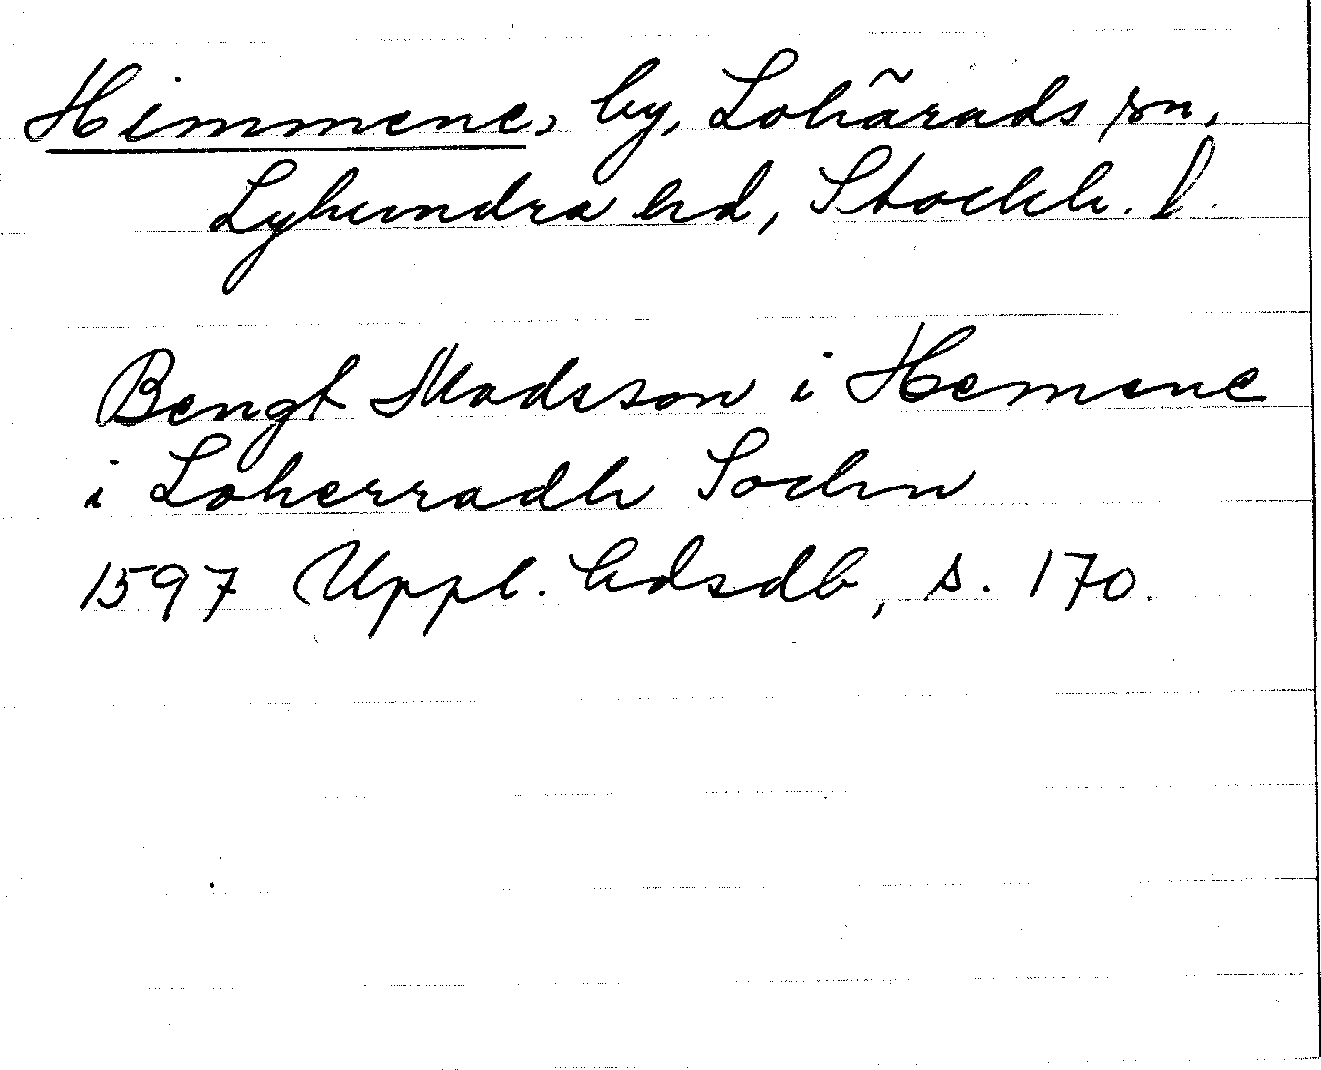 Himmene, by, Lohärads sn,
Lyhundra hd, Stockh. l.
Bengt Madsson i Hemene
i Loherradh Sochn
1597 Uppl. hdsdb, s. 170.